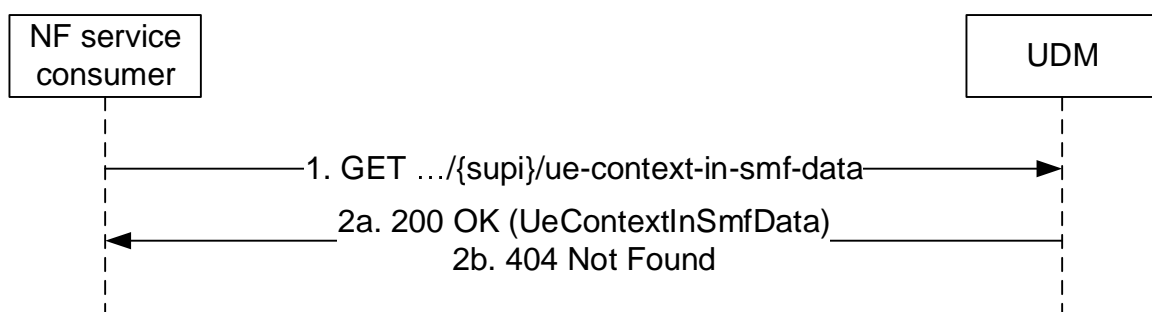 NF service
consumer
UDM
1. GET …/{supi}/ue-context-in-smf-data
2a. 200 OK (UeContextInSmfData)
2b. 404 Not Found